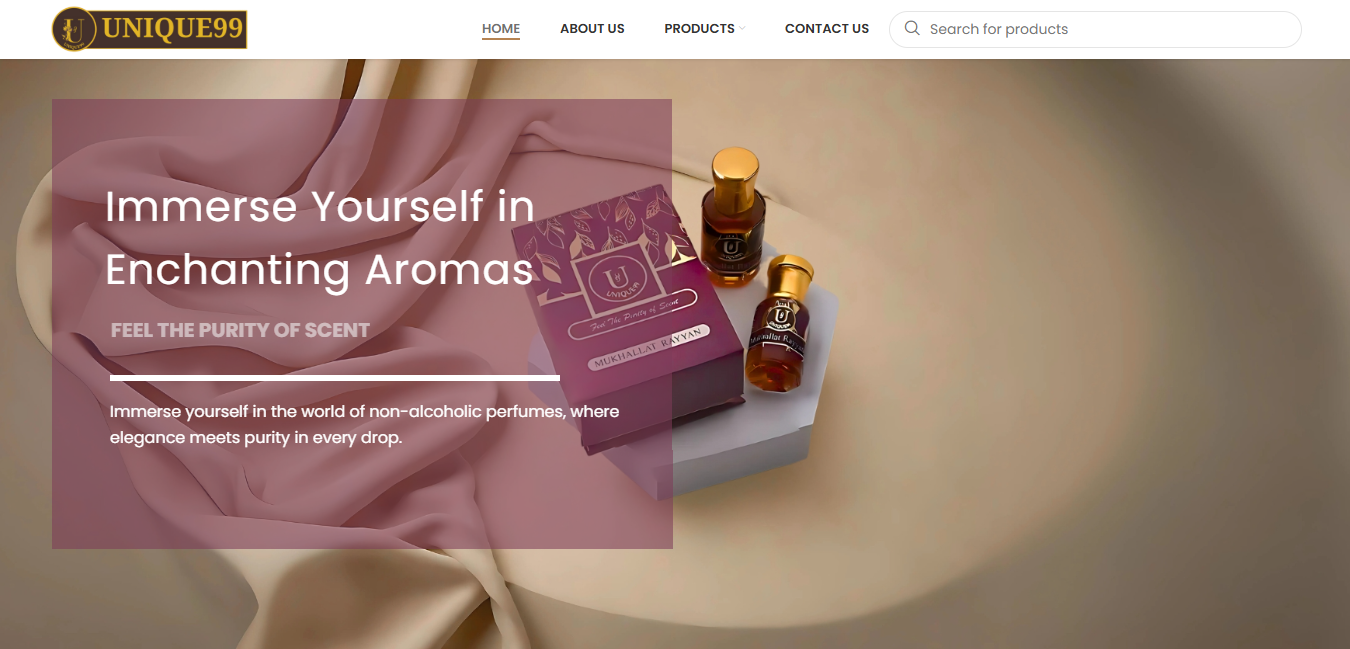 UNIQUE99
HOME
ABOUT US
PRODUCTS
CONTACT US
Search for products
Immerse Yourself in
Enchanting Aromas
FEEL THE PURITY OF SCENT
Immerse yourself in the world of non-alcoholic perfumes, where
elegance meets purity in every drop.
U
UNIQUE99
Feel The Purity of Scent
MUKHALLAT RAYYAN
U
U
Mukhallat Rayyan